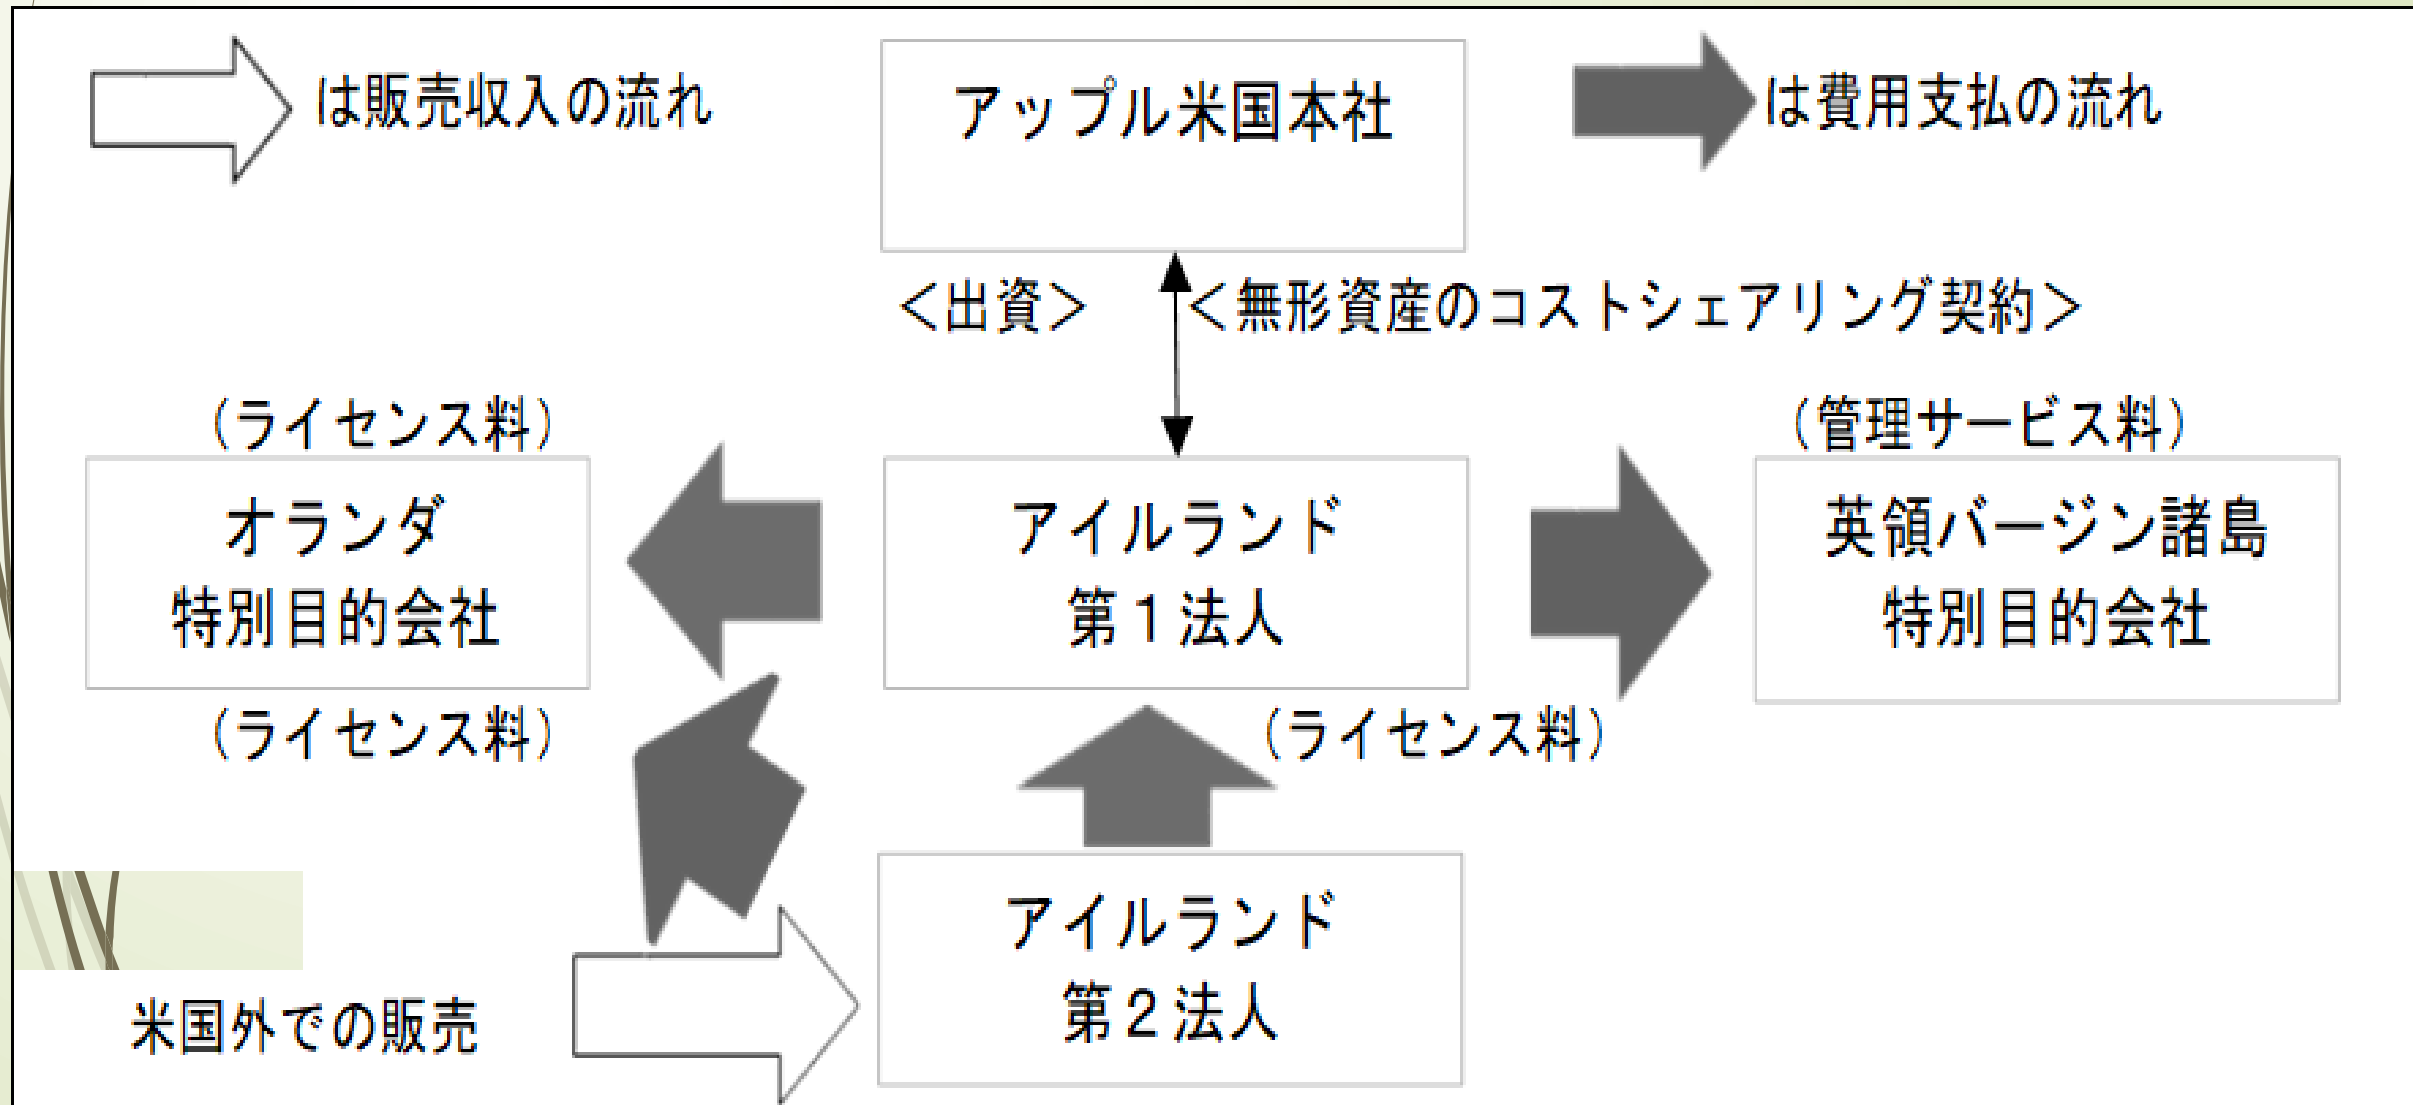 は販売収入の流れ
アップル米国本社
は費用支払の流れ
＜出資＞
＜無形資産のコストシェアリング契約＞
（ライセンス料）
（管理サービス料）
オランダ
特別目的会社
アイルランド
第１法人
英領バージン諸島
特別目的会社
（ライセンス料）
（ライセンス料）
アイルランド
第２法人
米国外での販売